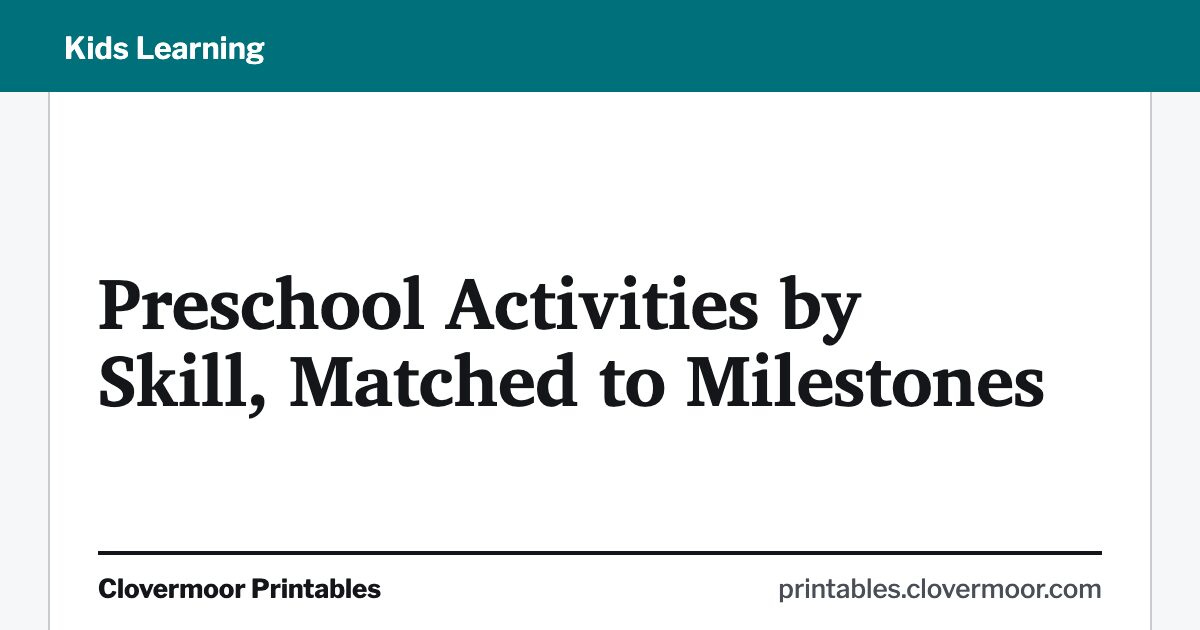 Kids Learning
Preschool Activities by
Skill, Matched to Milestones
Clovermoor Printables
printables.clovermoor.com